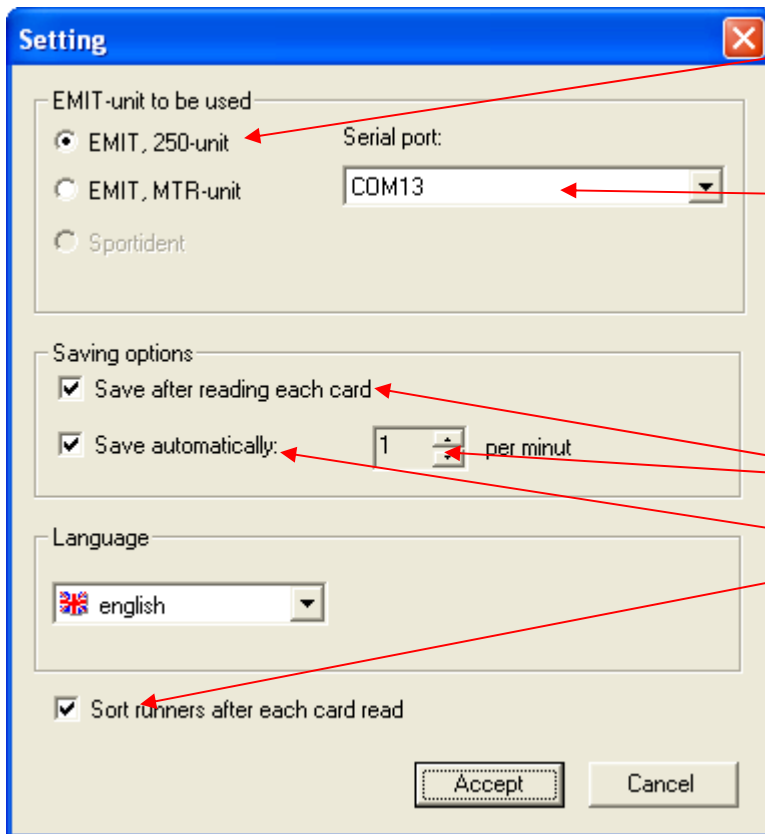 Setting
EMIT-unit to be used
EMIT, 250-unit
Serial port:
EMIT, MTR-unit
COM13
Sportident
Saving options
Save after reading each card
Save automatically: 1 per minut
Language
english
Sort runners after each card read
Accept Cancel